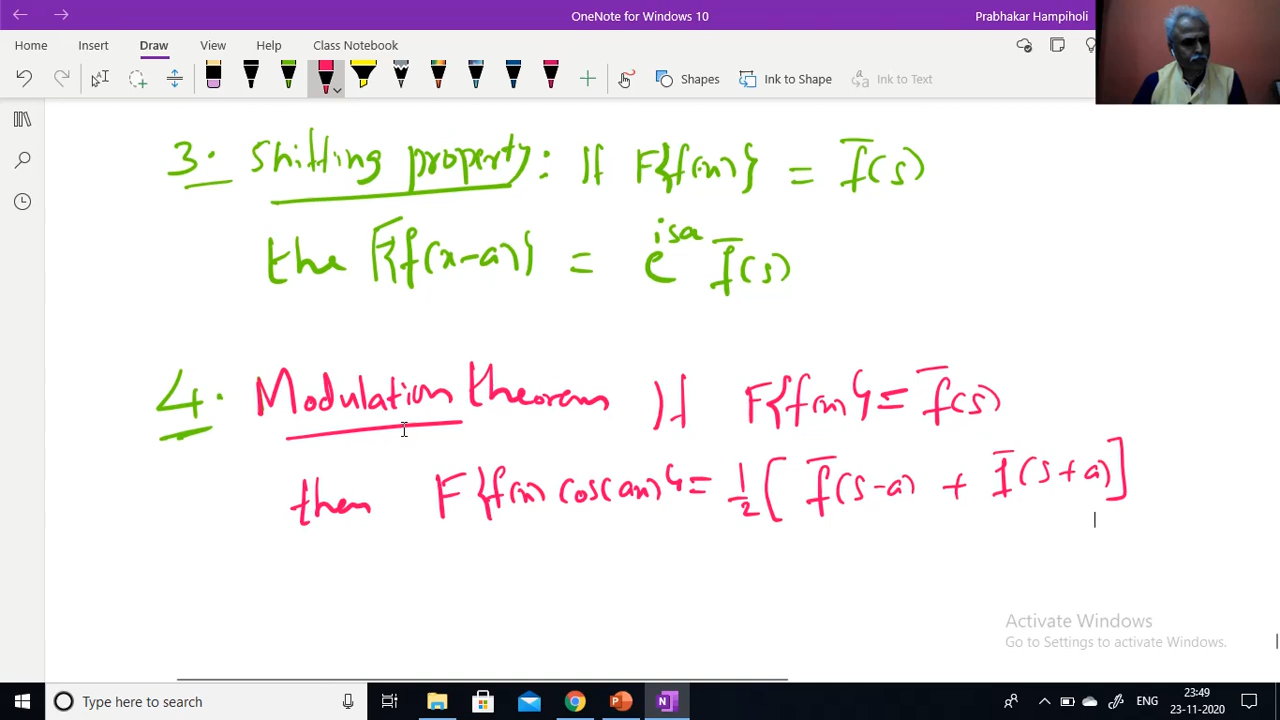 OneNote for Windows 10
Prabhakar Hampiholi
Home Insert Draw View Help Class Notebook
Shapes Ink to Shape Ink to Text
3. Shifting property: If F{f(x)} = f̅(s)
the F{f(x-a)} = e^{isa} f̅(s)
4. Modulation theorem If F{f(x)} = f̅(s)
then F{f(x) cos(ax)} = 1/2 [f̅(s-a) + f̅(s+a)]
Activate Windows
Go to Settings to activate Windows.
Type here to search
ENG
23:49
23-11-2020